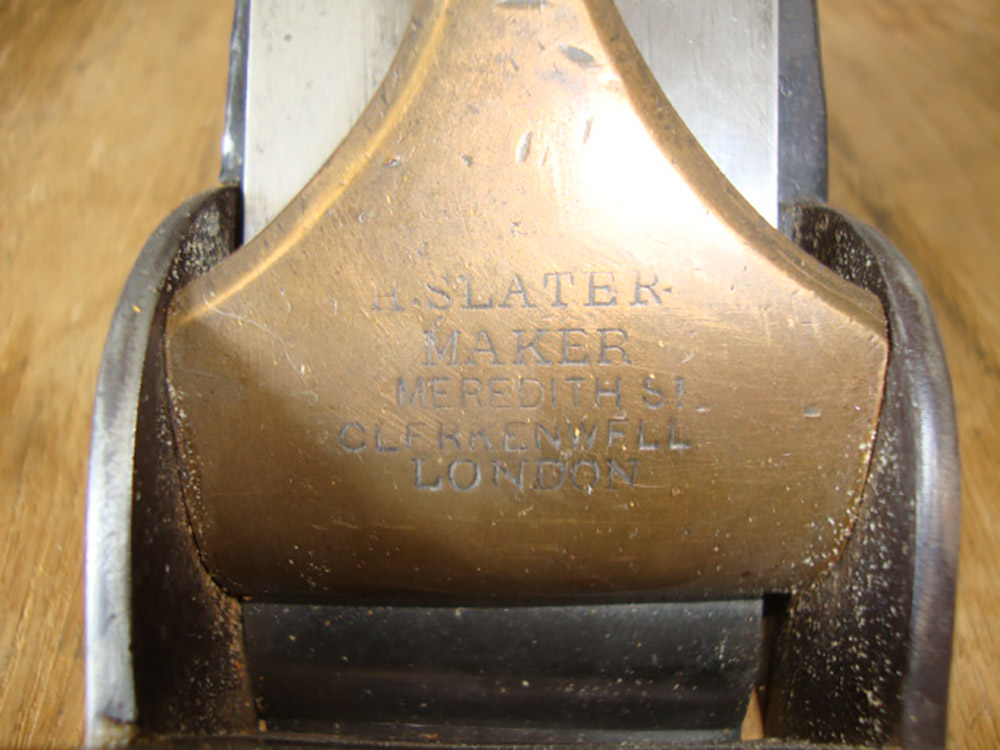 H. SLATER
MAKER
MEREDITH ST.
CLERKENWELL
LONDON